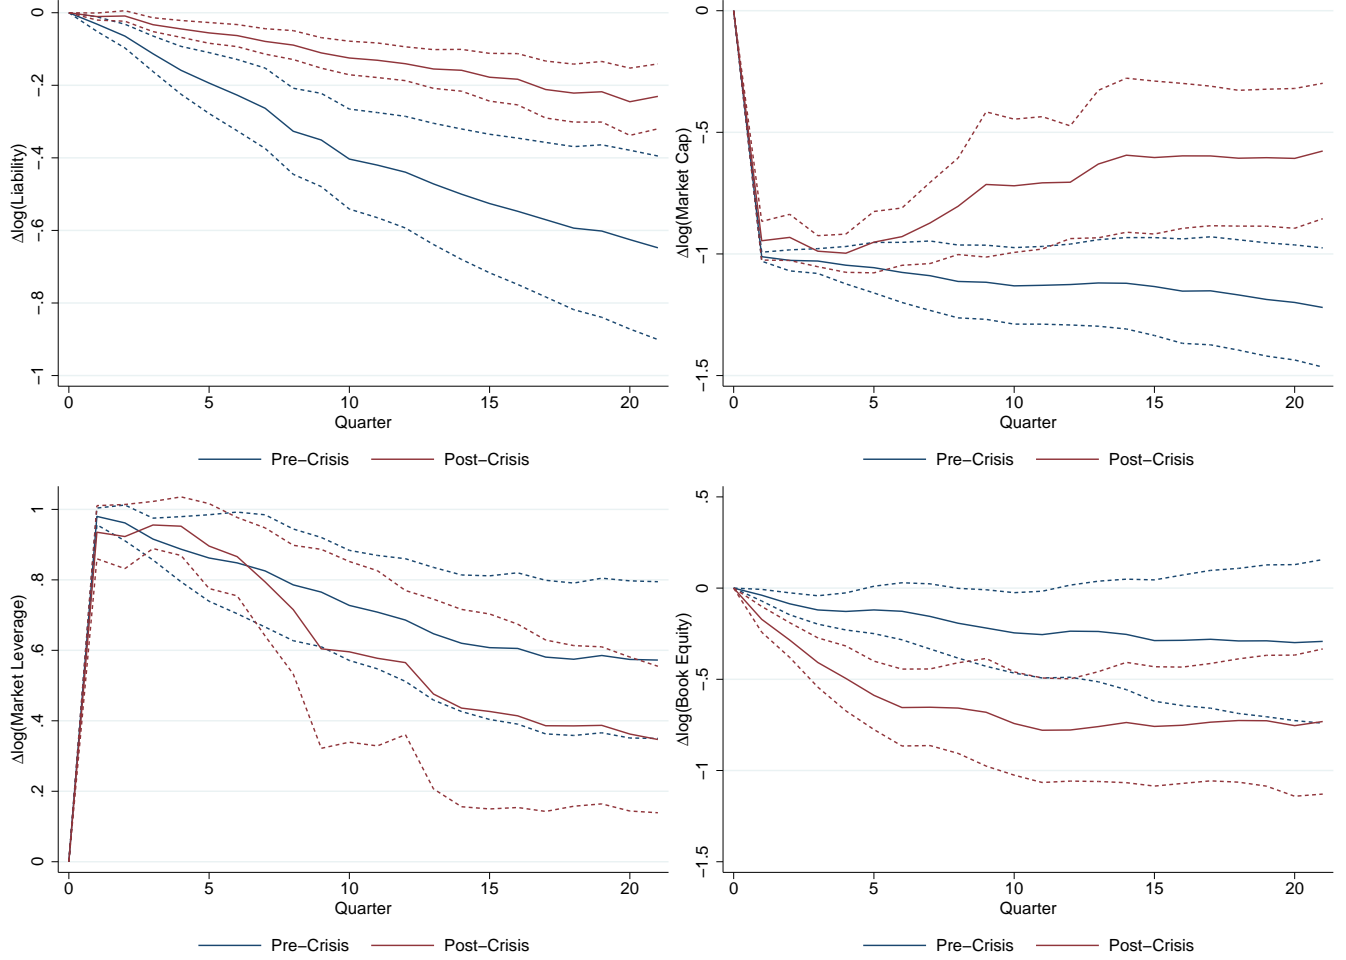 0
−.2
−.4
−.6
−.8
−1
Δlog(Liability)
0 5 10 15 20
Quarter
Pre−Crisis Post−Crisis
0
−.5
−1
−1.5
Δlog(Market Cap)
0 5 10 15 20
Quarter
Pre−Crisis Post−Crisis
1
.8
.6
.4
.2
0
Δlog(Market Leverage)
0 5 10 15 20
Quarter
Pre−Crisis Post−Crisis
.5
0
−.5
−1
−1.5
Δlog(Book Equity)
0 5 10 15 20
Quarter
Pre−Crisis Post−Crisis